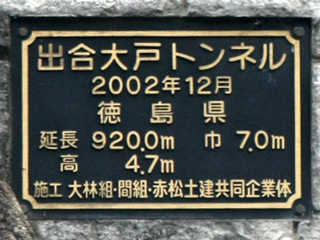 出合大戸トンネル
2002年12月
徳島県
延長 920.0m 巾 7.0m
高 4.7m
施工 大林組・間組・赤松土建共同企業体